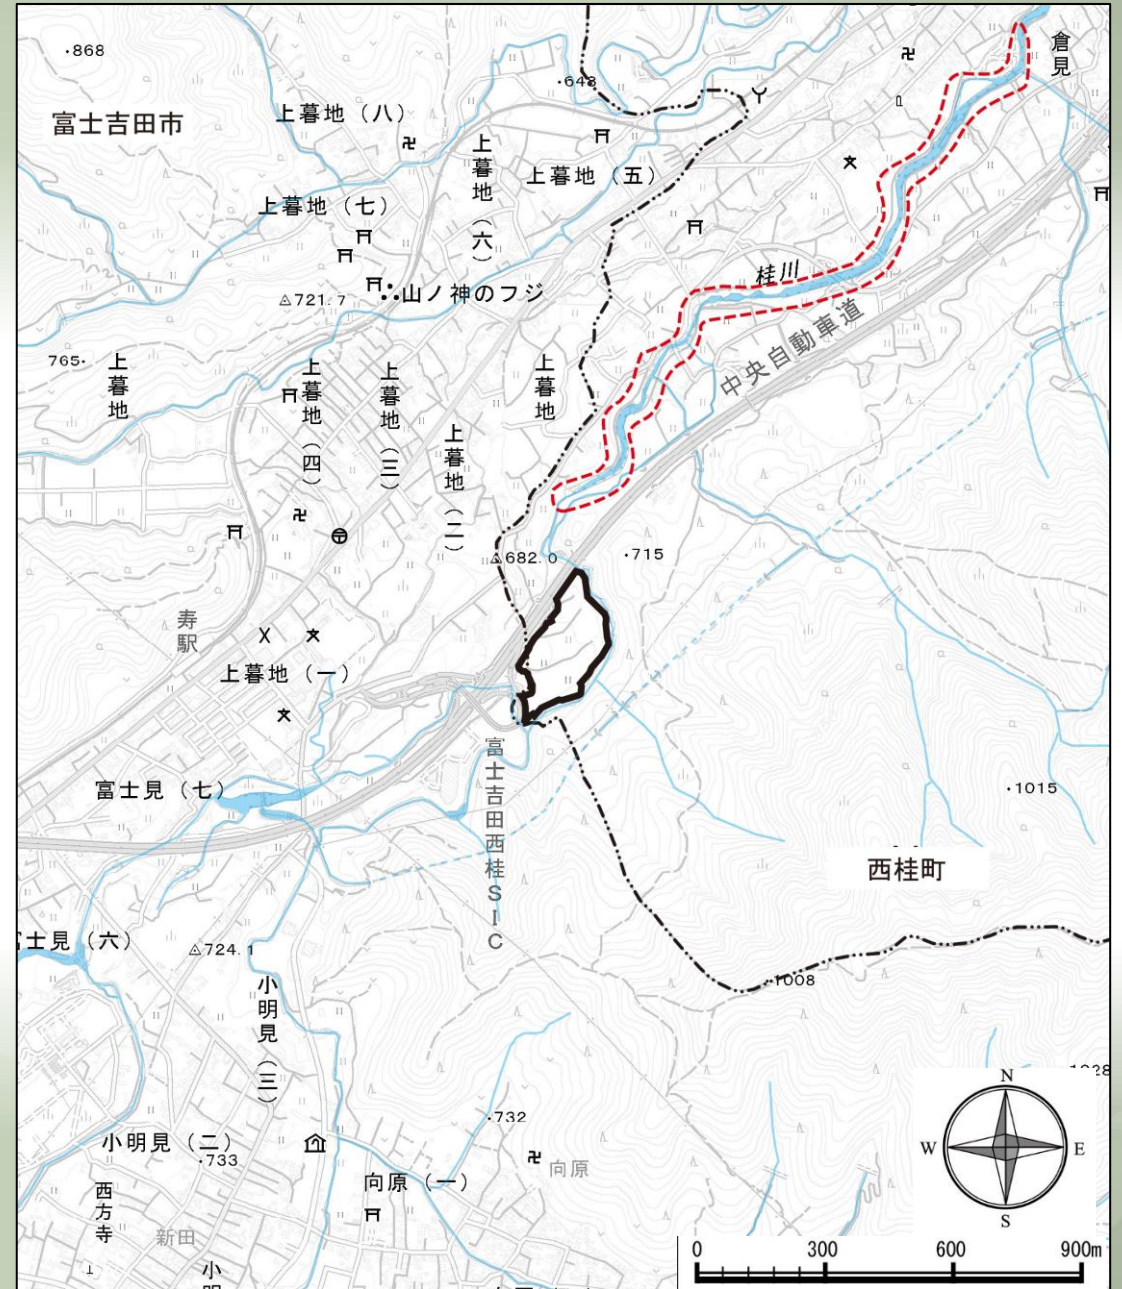 ・868
富士吉田市
上暮地（八）
・643
倉見
上暮地（六）
上暮地（五）
上暮地（七）
山ノ神のフジ
721.7
桂川
中央自動車道
765・
上暮地
上暮地（四）
上暮地（三）
上暮地（二）
上暮地
682.0
・715
寿駅
上暮地（一）
富士吉田西桂SIC
富士見（七）
・1015
西桂町
士見（六）
724.1
小明見（三）
・1008
・732
小明見（二）
・733
向原
向原（一）
西方寺
新田
N
W
E
S
0
300
600
900m